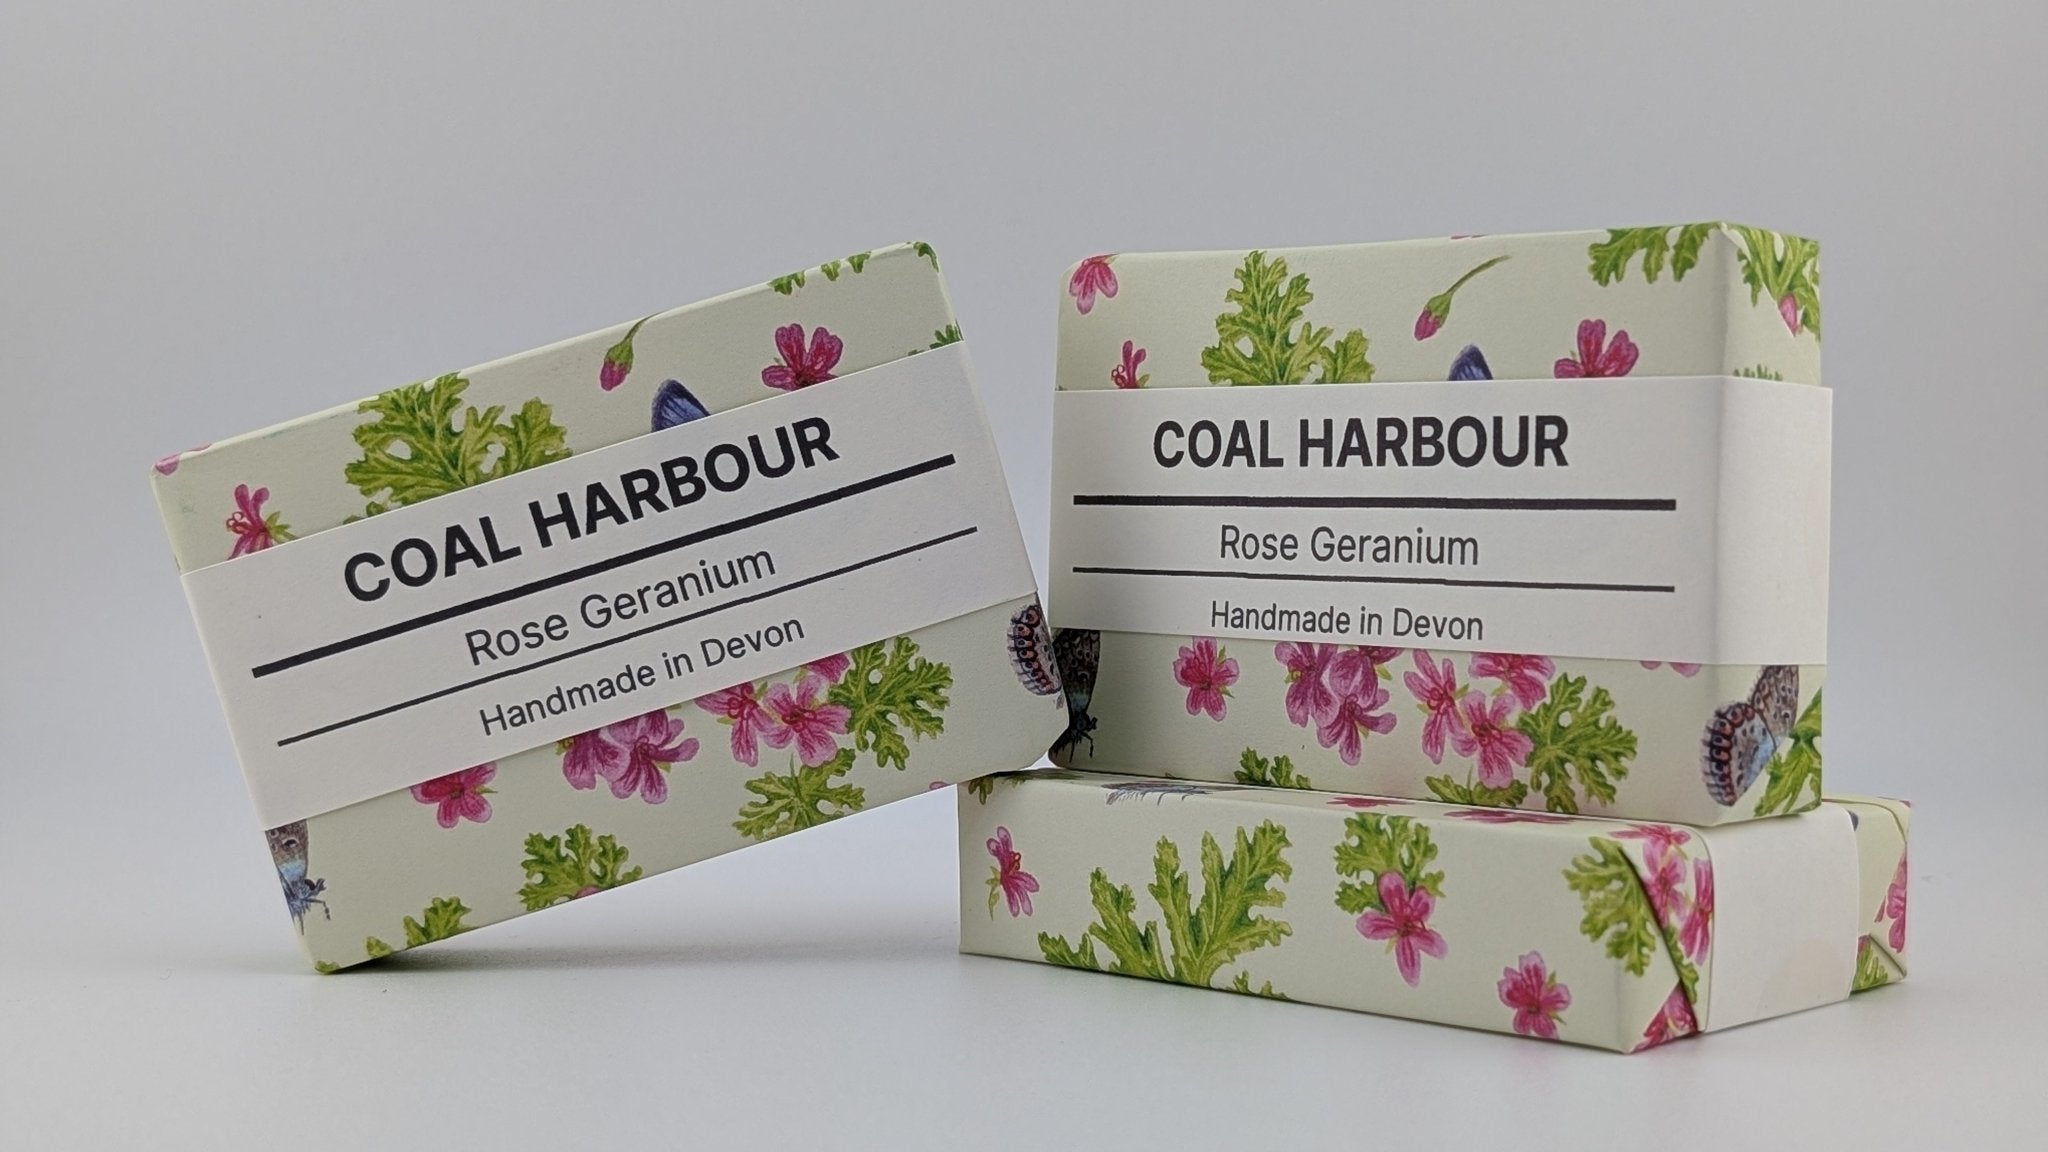 COAL HARBOUR
Rose Geranium
Handmade in Devon
COAL HARBOUR
Rose Geranium
Handmade in Devon